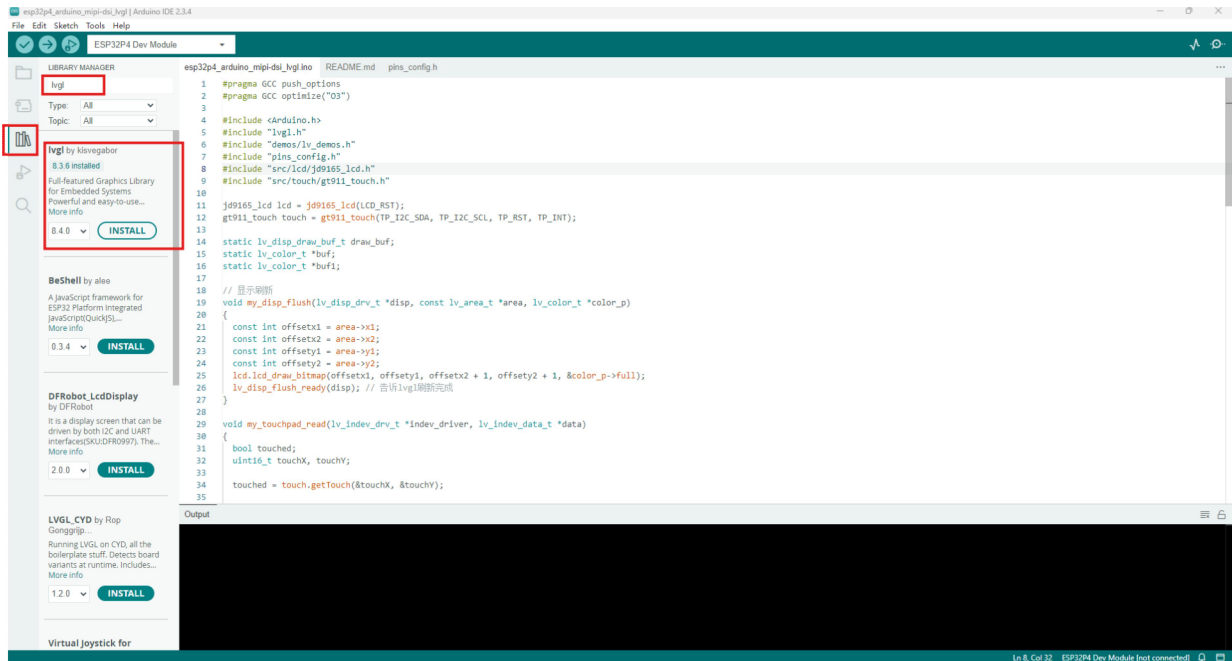 esp32p4_arduino_mipi-dsi_lvgl | Arduino IDE 2.3.4
File Edit Sketch Tools Help
ESP32P4 Dev Module
LIBRARY MANAGER
lvgl
Type: All
Topic: All
lvgl by kisvegabor
8.3.6 installed
Full-featured Graphics Library
for Embedded Systems
Powerful and easy-to-use...
More info
8.4.0 INSTALL
BeShell by alee
A JavaScript framework for
ESP32 Platform Integrated
JavaScript(QuickJS),...
More info
0.3.4 INSTALL
DFRobot_LcdDisplay
by DFRobot
It is a display screen that can be
driven by both I2C and UART
interfaces(SKU:DFR0997). The...
More info
2.0.0 INSTALL
LVGL_CYD by Rop
Gonggrijp...
Running LVGL on CYD, all the
boilerplate stuff. Detects board
variants at runtime. Includes...
More info
1.2.0 INSTALL
Virtual Joystick for
esp32p4_arduino_mipi-dsi_lvgl.ino README.md pins_config.h
1 #pragma GCC push_options
2 #pragma GCC optimize("O3")
3
4 #include <Arduino.h>
5 #include "lvgl.h"
6 #include "demos/lv_demos.h"
7 #include "pins_config.h"
8 #include "src/lcd/jd9165_lcd.h"
9 #include "src/touch/gt911_touch.h"
10
11 jd9165_lcd lcd = jd9165_lcd(LCD_RST);
12 gt911_touch touch = gt911_touch(TP_I2C_SDA, TP_I2C_SCL, TP_RST, TP_INT);
13
14 static lv_disp_draw_buf_t draw_buf;
15 static lv_color_t *buf;
16 static lv_color_t *buf1;
17
18 // 显示刷新
19 void my_disp_flush(lv_disp_drv_t *disp, const lv_area_t *area, lv_color_t *color_p)
20 {
21 const int offsetx1 = area->x1;
22 const int offsetx2 = area->x2;
23 const int offsety1 = area->y1;
24 const int offsety2 = area->y2;
25 lcd.lcd_draw_bitmap(offsetx1, offsety1, offsetx2 + 1, offsety2 + 1, &color_p->full);
26 lv_disp_flush_ready(disp); // 告诉lvgl刷新完成
27 }
28
29 void my_touchpad_read(lv_indev_drv_t *indev_driver, lv_indev_data_t *data)
30 {
31 bool touched;
32 uint16_t touchX, touchY;
33
34 touched = touch.getTouch(&touchX, &touchY);
35
Output
Ln 8, Col 32 ESP32P4 Dev Module [not connected]